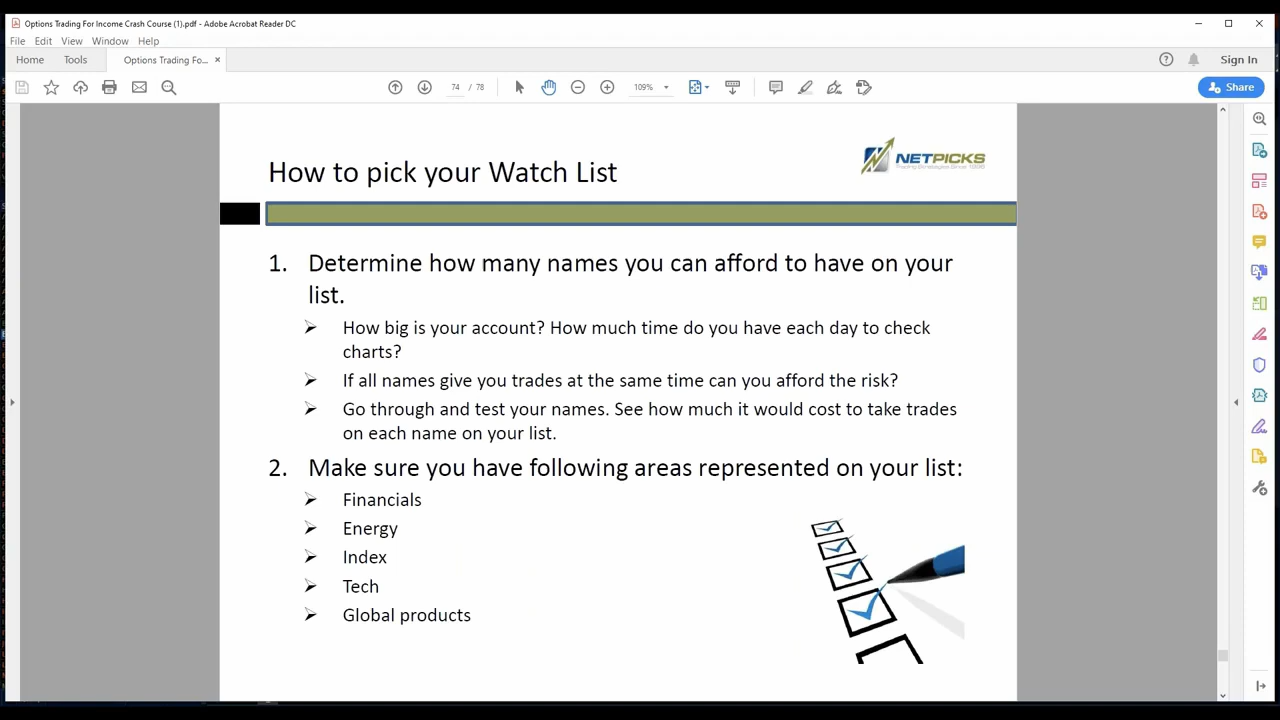 Options Trading For Income Crash Course (1).pdf - Adobe Acrobat Reader DC
File Edit View Window Help
Home Tools Options Trading Fo... × Sign In
74 / 78 109% Share
NETPICKS
Trading Strategies Since 1996
How to pick your Watch List
1. Determine how many names you can afford to have on your
list.
How big is your account? How much time do you have each day to check
charts?
If all names give you trades at the same time can you afford the risk?
Go through and test your names. See how much it would cost to take trades
on each name on your list.
2. Make sure you have following areas represented on your list:
Financials
Energy
Index
Tech
Global products